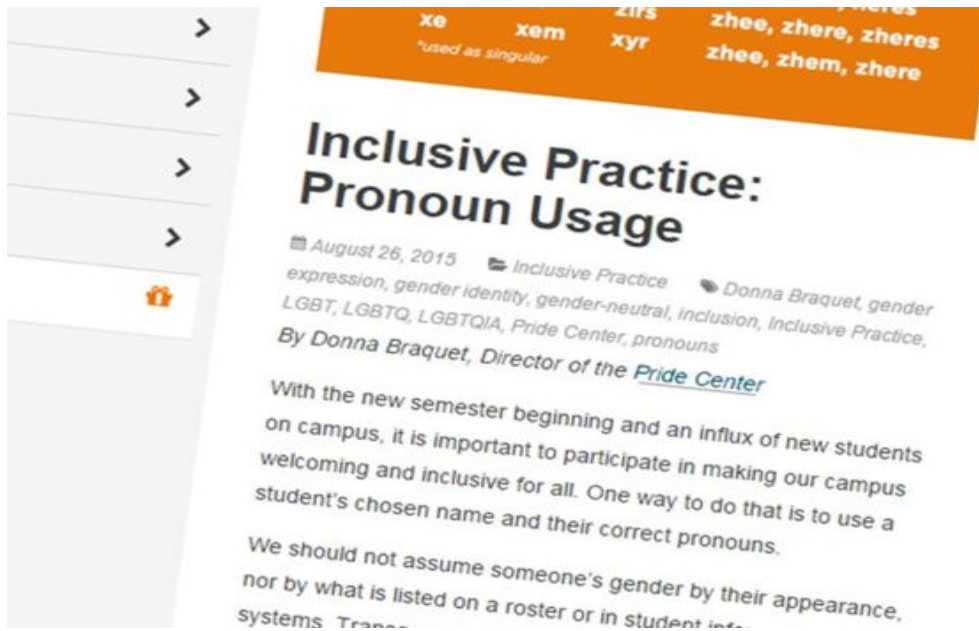 zirs
xe xem xyr
zhee, zhere, zheres
*used as singular
zhee, zhem, zhere
Inclusive Practice:
Pronoun Usage
August 26, 2015 Inclusive Practice Donna Braquet, gender
expression, gender identity, gender-neutral, inclusion, Inclusive Practice,
LGBT, LGBTQ, LGBTQIA, Pride Center, pronouns
By Donna Braquet, Director of the Pride Center
With the new semester beginning and an influx of new students
on campus, it is important to participate in making our campus
welcoming and inclusive for all. One way to do that is to use a
student's chosen name and their correct pronouns.
We should not assume someone's gender by their appearance,
nor by what is listed on a roster or in student
systems.